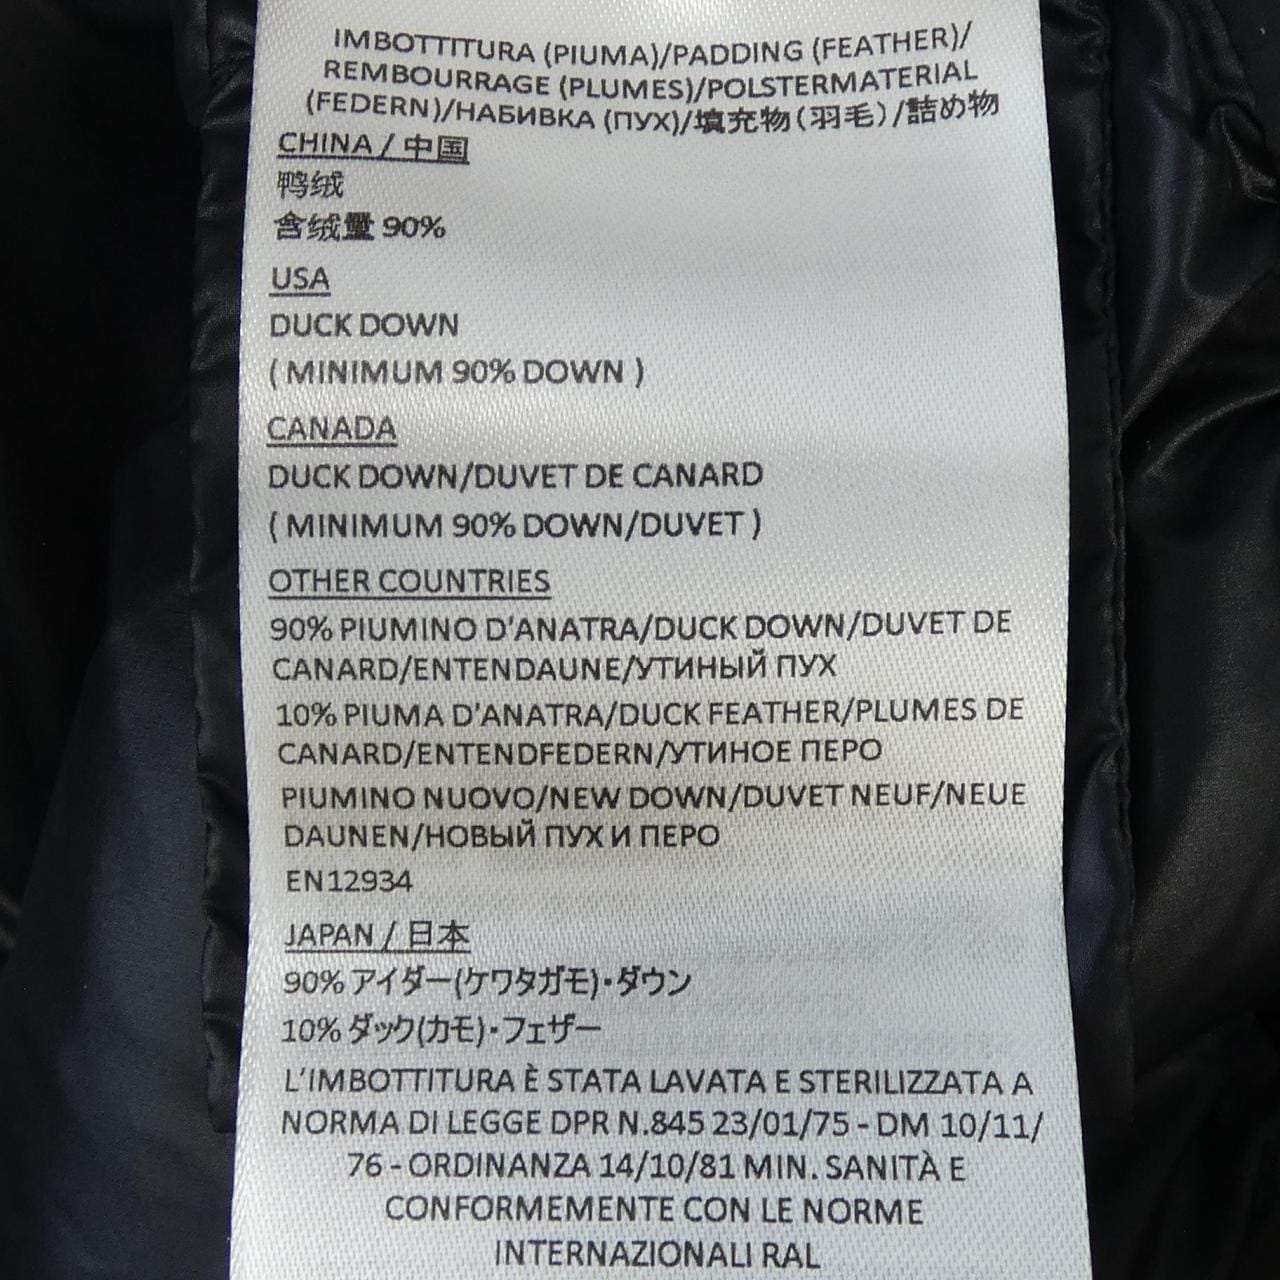 IMBOTTITURA (PIUMA)/PADDING (FEATHER)/
REMBOURRAGE (PLUMES)/POLSTERMATERIAL
(FEDERN)/НАБИВКА (ПУХ)/填充物(羽毛)/詰め物
CHINA / 中国
鸭绒
含绒量 90%
USA
DUCK DOWN
( MINIMUM 90% DOWN )
CANADA
DUCK DOWN/DUVET DE CANARD
( MINIMUM 90% DOWN/DUVET )
OTHER COUNTRIES
90% PIUMINO D'ANATRA/DUCK DOWN/DUVET DE
CANARD/ENTENDAUNE/УТИНЫЙ ПУХ
10% PIUMA D'ANATRA/DUCK FEATHER/PLUMES DE
CANARD/ENTENDFEDERN/УТИНОЕ ПЕРО
PIUMINO NUOVO/NEW DOWN/DUVET NEUF/NEUE
DAUNEN/НОВЫЙ ПУХ И ПЕРО
EN12934
JAPAN / 日本
90% アイダー(ケワタガモ)・ダウン
10% ダック(カモ)・フェザー
L'IMBOTTITURA È STATA LAVATA E STERILIZZATA A
NORMA DI LEGGE DPR N.845 23/01/75 - DM 10/11/
76 - ORDINANZA 14/10/81 MIN. SANITÀ E
CONFORMEMENTE CON LE NORME
INTERNAZIONALI RAL